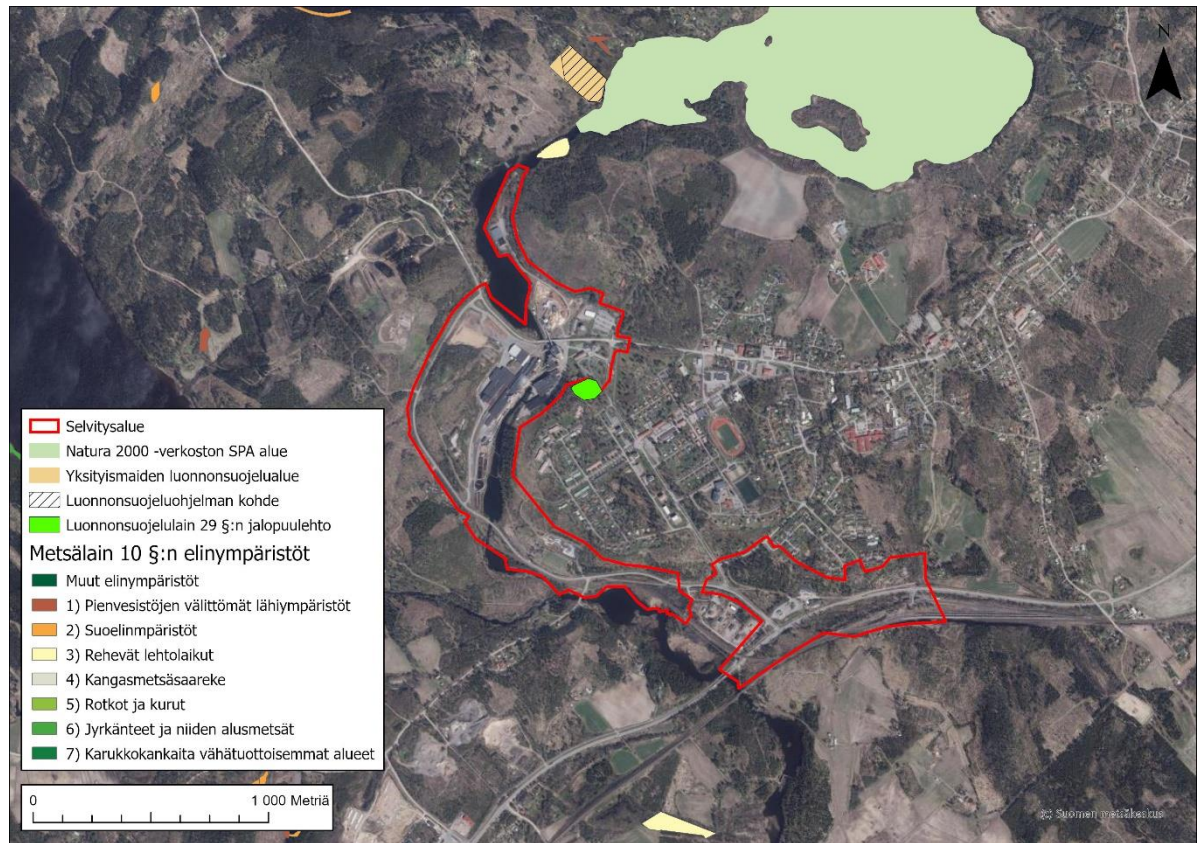 N
Selvitysalue
Natura 2000 -verkoston SPA alue
Yksityismaiden luonnonsuojelualue
Luonnonsuojeluohjelman kohde
Luonnonsuojelulain 29 §:n jalopuulehto
Metsälain 10 §:n elinympäristöt
Muut elinympäristöt
1) Pienvesistöjen välittömät lähiympäristöt
2) Suoelinmpäristöt
3) Rehevät lehtolaikut
4) Kangasmetsäsaareke
5) Rotkot ja kurut
6) Jyrkänteet ja niiden alusmetsät
7) Karukkokankaita vähätuottoisemmat alueet
0 1 000 Metriä
(c) Suomen metsäkeskus